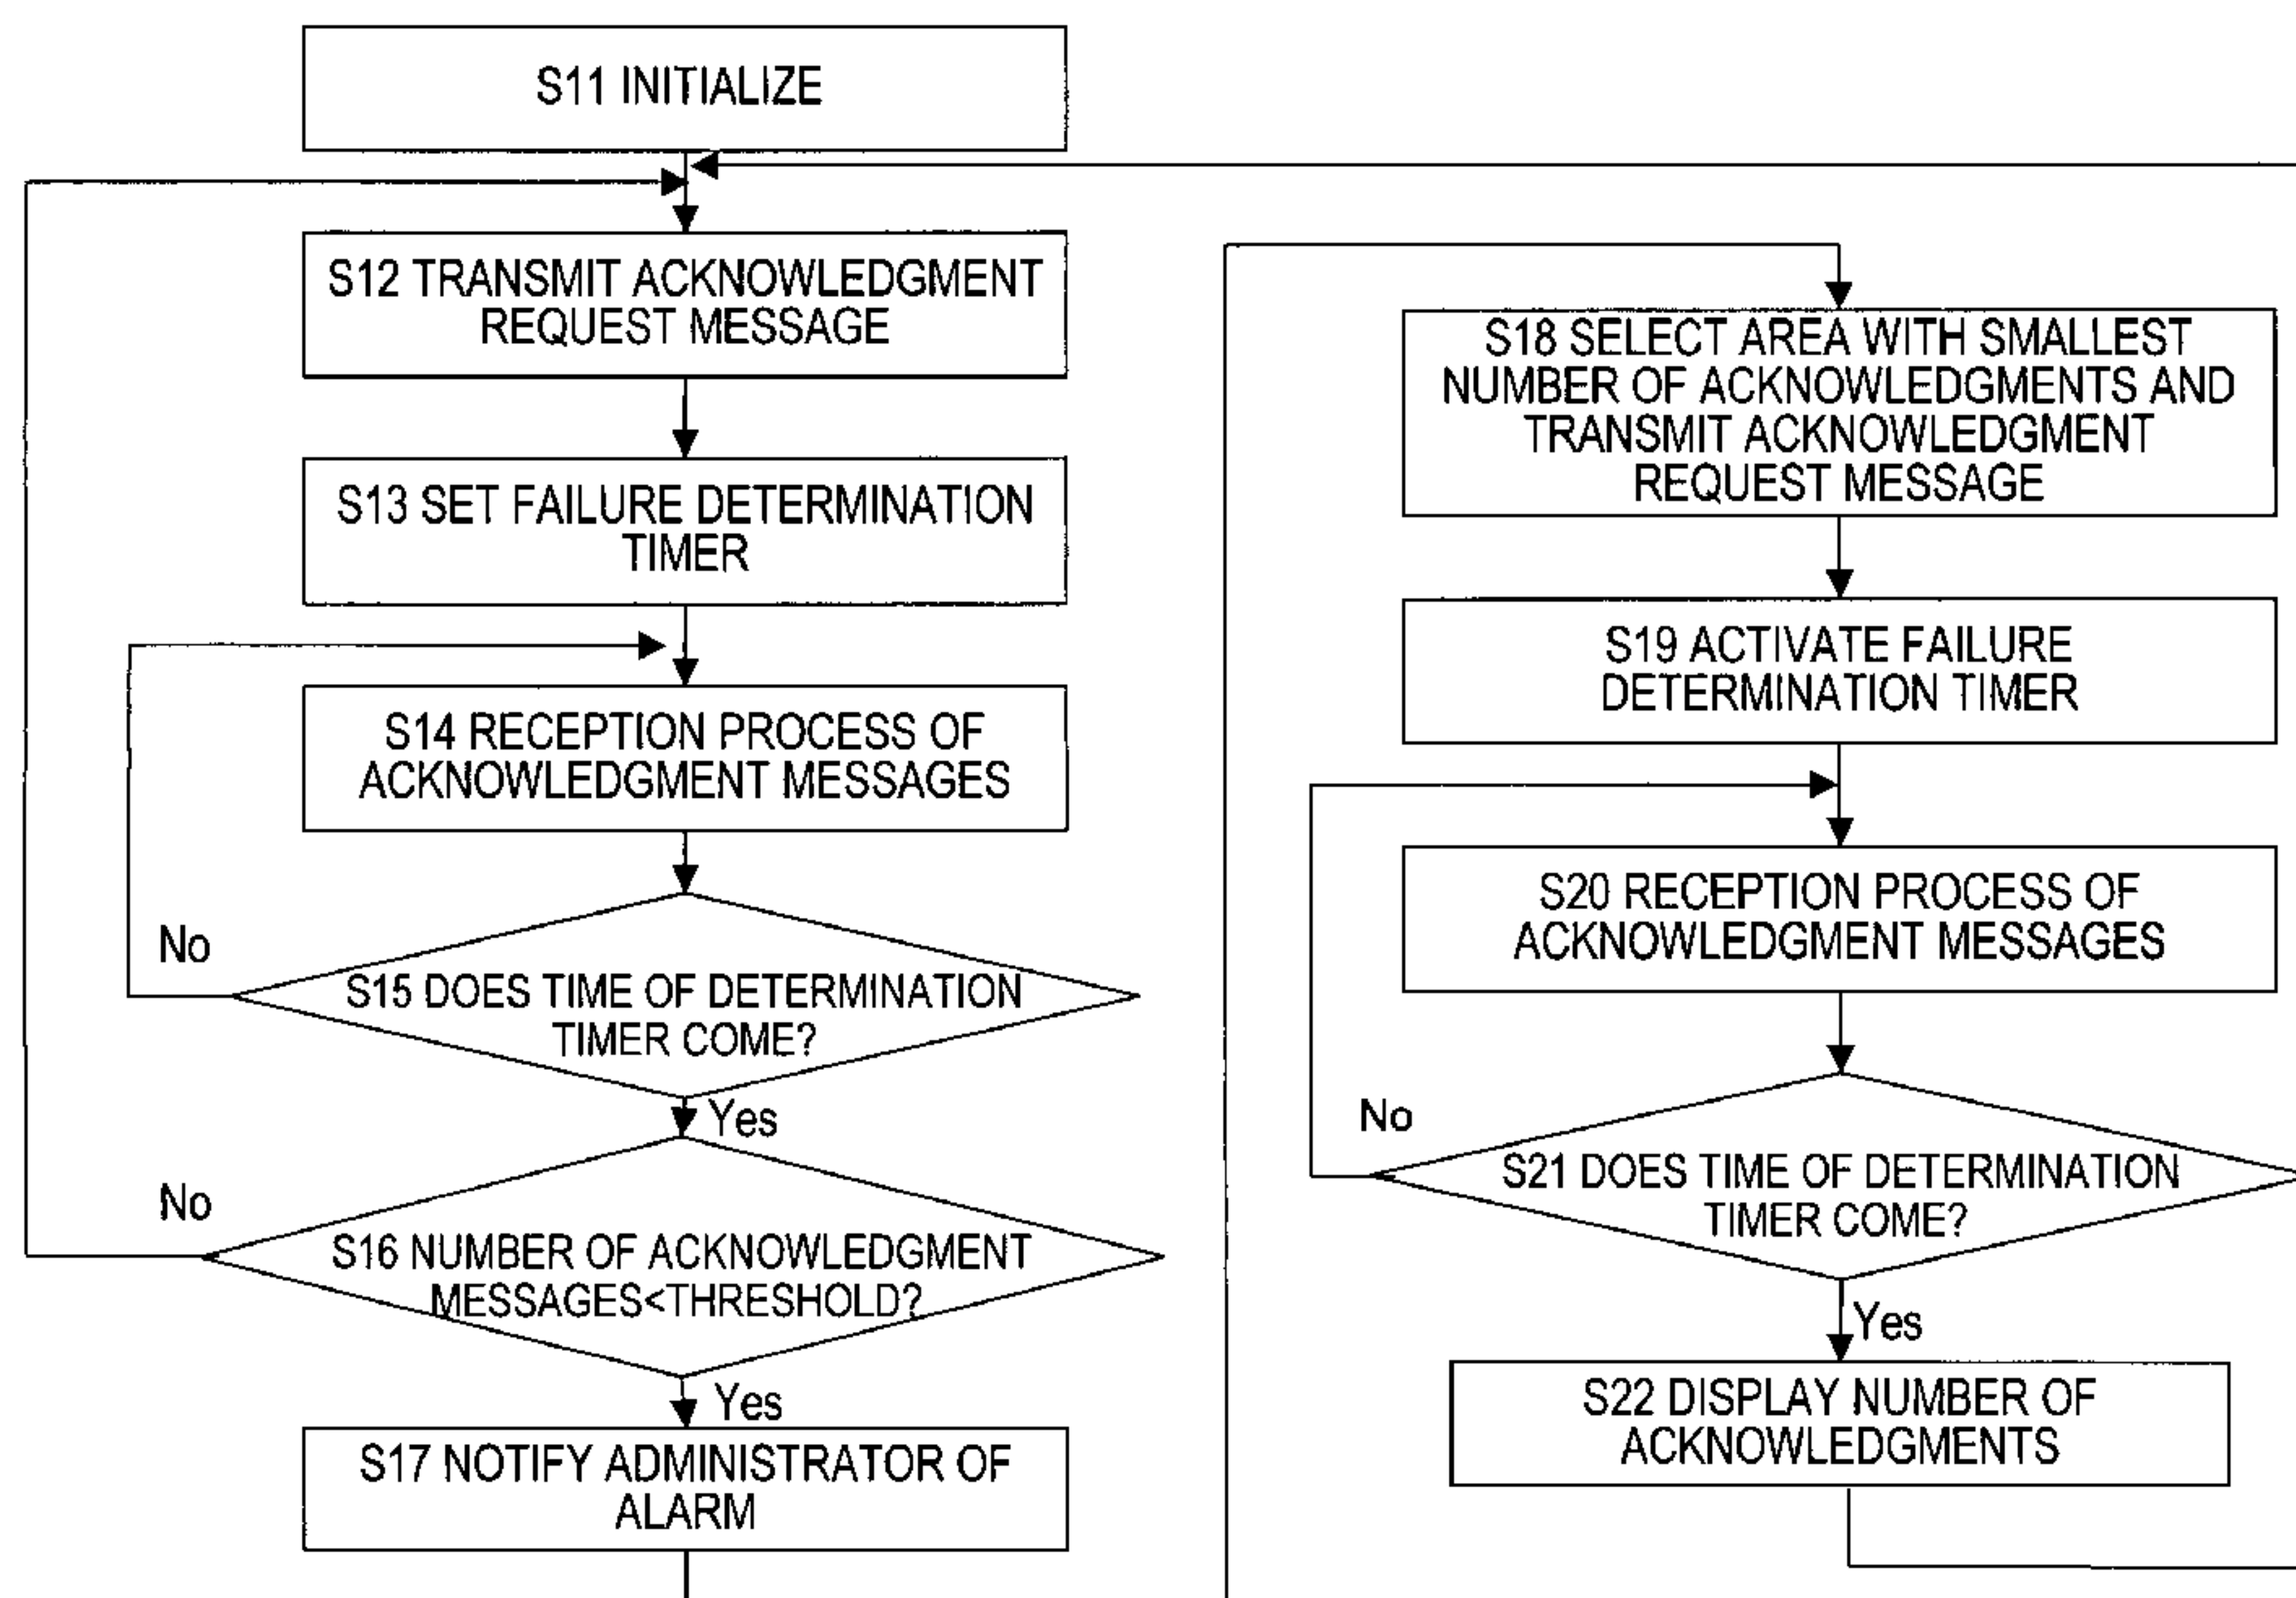 S11 INITIALIZE
S12 TRANSMIT ACKNOWLEDGMENT
REQUEST MESSAGE
S13 SET FAILURE DETERMINATION
TIMER
S14 RECEPTION PROCESS OF
ACKNOWLEDGMENT MESSAGES
No
S15 DOES TIME OF DETERMINATION
TIMER COME?
Yes
No
S16 NUMBER OF ACKNOWLEDGMENT
MESSAGES<THRESHOLD?
Yes
S17 NOTIFY ADMINISTRATOR OF
ALARM
S18 SELECT AREA WITH SMALLEST
NUMBER OF ACKNOWLEDGMENTS AND
TRANSMIT ACKNOWLEDGMENT
REQUEST MESSAGE
S19 ACTIVATE FAILURE
DETERMINATION TIMER
S20 RECEPTION PROCESS OF
ACKNOWLEDGMENT MESSAGES
No
S21 DOES TIME OF DETERMINATION
TIMER COME?
Yes
S22 DISPLAY NUMBER OF
ACKNOWLEDGMENTS